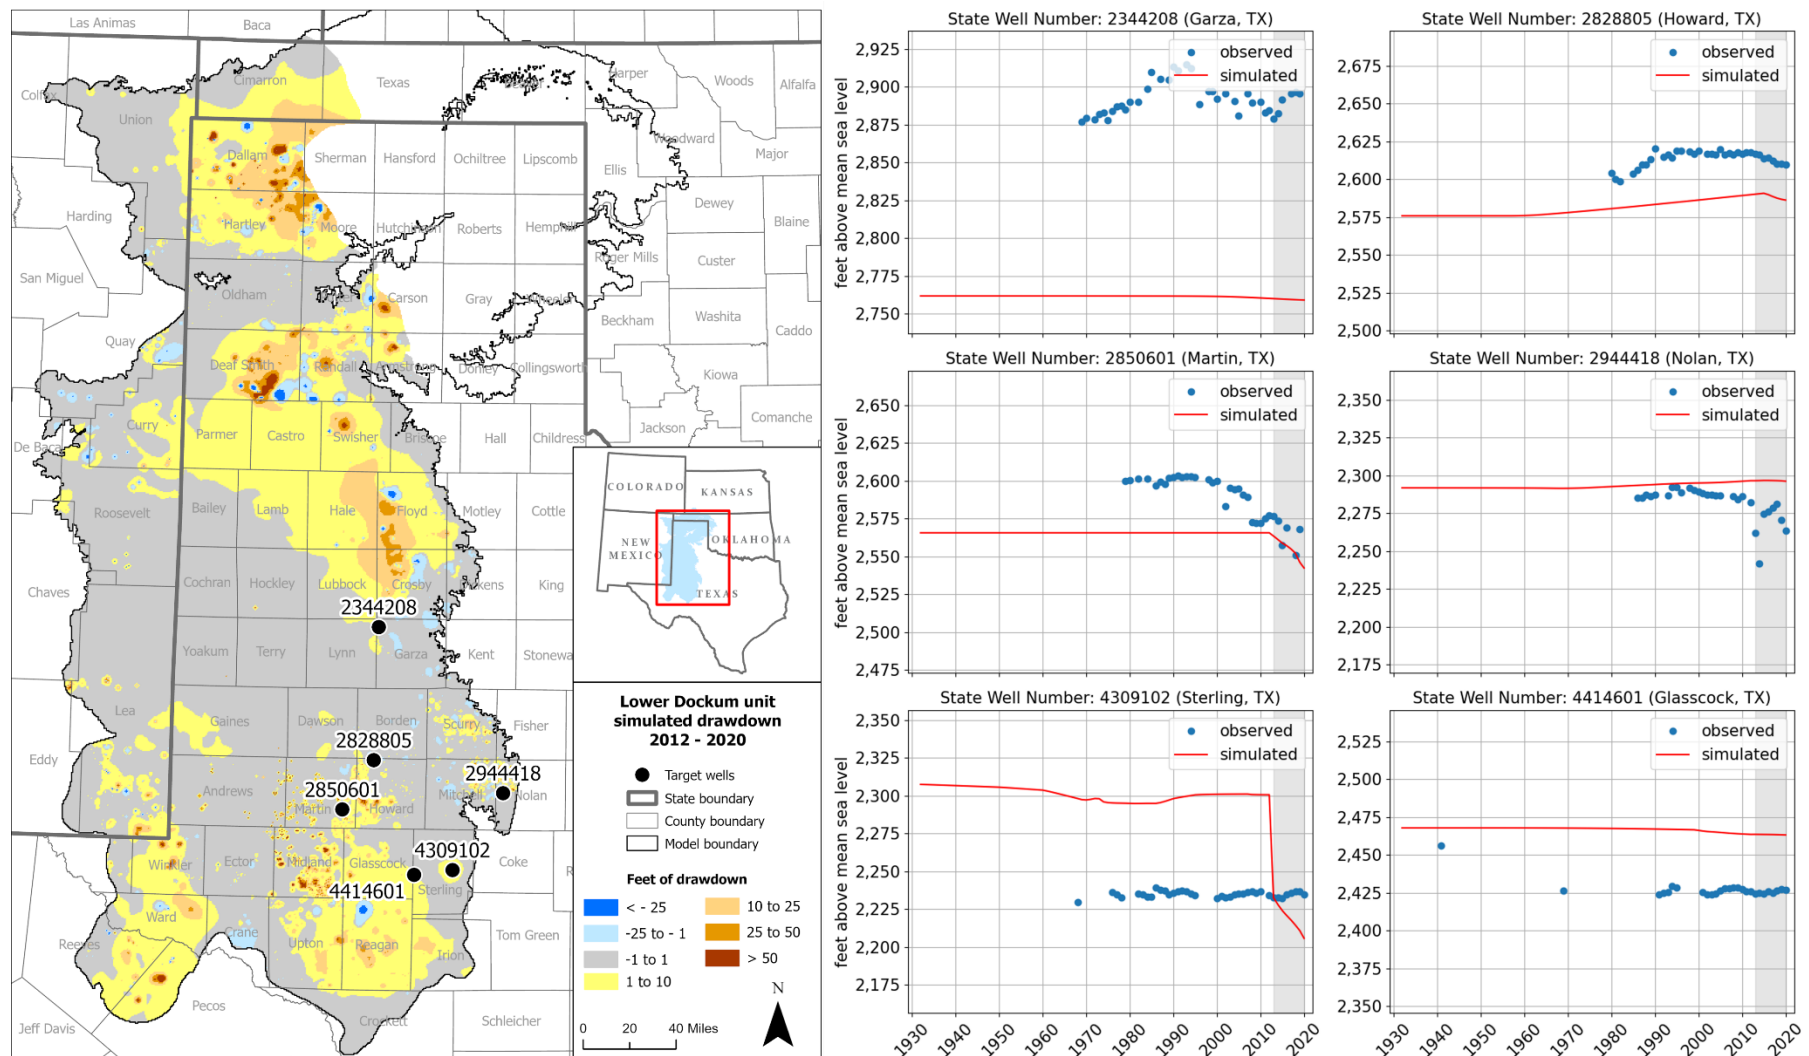 Las Animas
Baca
Colfax
Cimarron
Texas
Harper
Woods
Alfalfa
Union
Woodward
Major
Dallam
Sherman
Hansford
Ochiltree
Lipscomb
Ellis
Harding
Hartley
Moore
Hutchinson
Roberts
Hemphill
Dewey
Blaine
San Miguel
Oldham
Carson
Gray
Wheeler
Roger Mills
Custer
Quay
Beckham
Washita
Caddo
Deaf Smith
Randall
Armstrong
Donley
Collingsworth
Kiowa
Comanche
De Baca
Curry
Parmer
Castro
Swisher
Briscoe
Hall
Childress
Jackson
Roosevelt
Bailey
Lamb
Hale
Floyd
Motley
Cottle
Chaves
Cochran
Hockley
Lubbock
Crosby
King
2344208
Yoakum
Terry
Lynn
Garza
Kent
Lea
Gaines
Dawson
Borden
Scurry
Fisher
2828805
Eddy
Andrews
2850601
Martin
Howard
Mitchell
2944418
Nolan
Winkler
Ector
Midland
Glasscock
4309102
Coke
4414601
Sterling
Ward
Reeves
Crane
Upton
Reagan
Irion
Tom Green
Pecos
Jeff Davis
Crockett
Schleicher
COLORADO
KANSAS
NEW
MEXICO
OKLAHOMA
TEXAS
Lower Dockum unit
simulated drawdown
2012 - 2020
Target wells
State boundary
County boundary
Model boundary
Feet of drawdown
< - 25
-25 to - 1
-1 to 1
1 to 10
10 to 25
25 to 50
> 50
N
0 20 40 Miles
State Well Number: 2344208 (Garza, TX)
observed
simulated
feet above mean sea level
2,925
2,900
2,875
2,850
2,825
2,800
2,775
2,750
State Well Number: 2828805 (Howard, TX)
observed
simulated
2,675
2,650
2,625
2,600
2,575
2,550
2,525
2,500
State Well Number: 2850601 (Martin, TX)
observed
simulated
feet above mean sea level
2,650
2,625
2,600
2,575
2,550
2,525
2,500
2,475
State Well Number: 2944418 (Nolan, TX)
observed
simulated
2,350
2,325
2,300
2,275
2,250
2,225
2,200
2,175
State Well Number: 4309102 (Sterling, TX)
observed
simulated
feet above mean sea level
2,350
2,325
2,300
2,275
2,250
2,225
2,200
2,175
1930 1940 1950 1960 1970 1980 1990 2000 2010 2020
State Well Number: 4414601 (Glasscock, TX)
observed
simulated
2,525
2,500
2,475
2,450
2,425
2,400
2,375
2,350
1930 1940 1950 1960 1970 1980 1990 2000 2010 2020